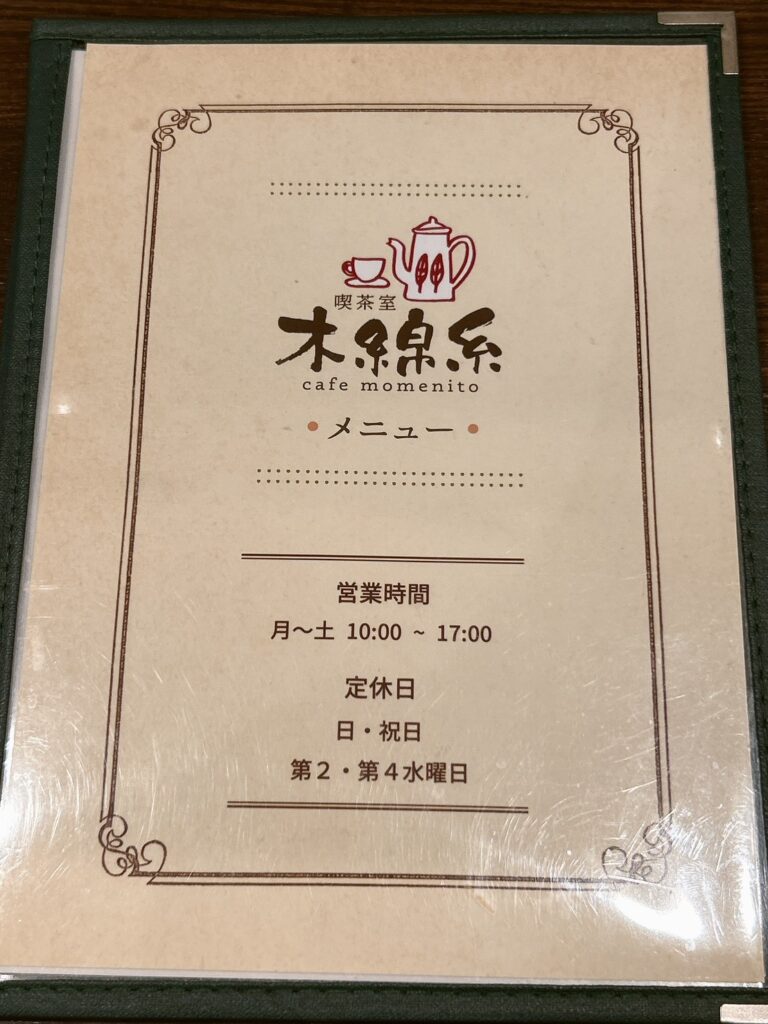 喫茶室
木綿糸
cafe momenito
・メニュー・
営業時間
月〜土 10:00 ~ 17:00
定休日
日・祝日
第２・第４水曜日